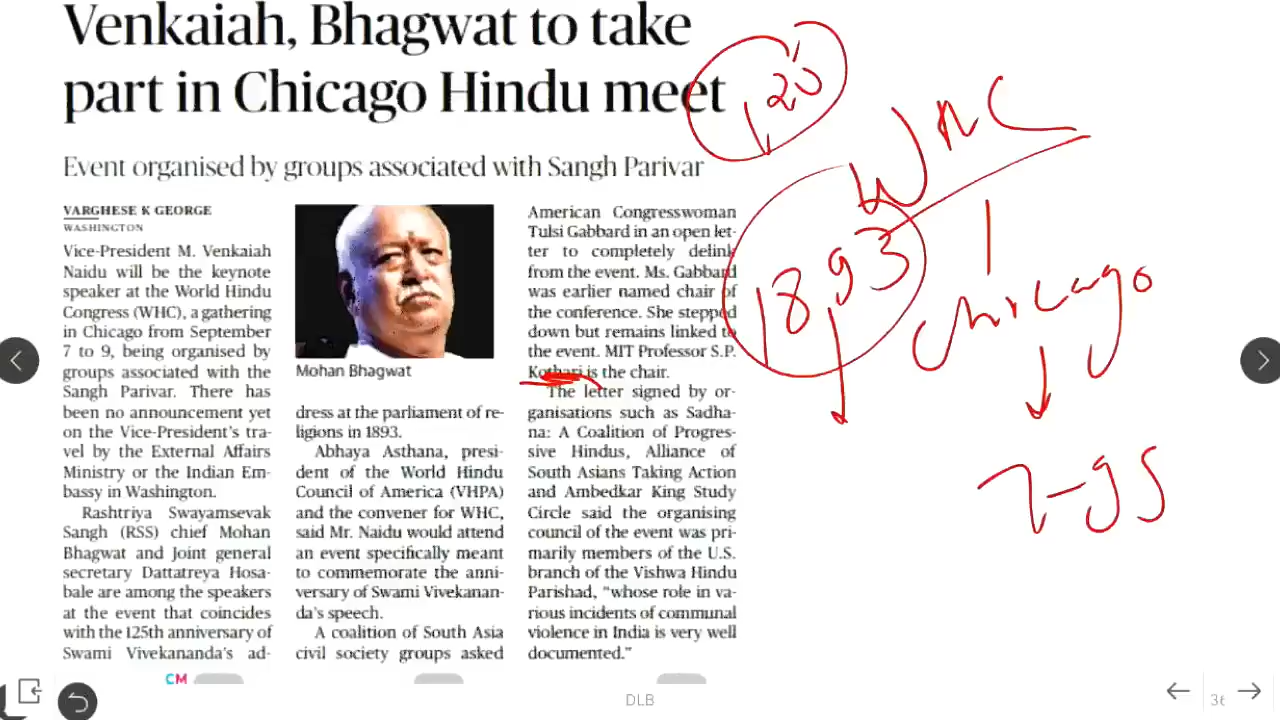 Venkaiah, Bhagwat to take
part in Chicago Hindu meet
Event organised by groups associated with Sangh Parivar
VARGHESE K GEORGE
WASHINGTON
Vice-President M. Venkaiah
Naidu will be the keynote
speaker at the World Hindu
Congress (WHC), a gathering
in Chicago from September
7 to 9, being organised by
groups associated with the
Sangh Parivar. There has
been no announcement yet
on the Vice-President's tra-
vel by the External Affairs
Ministry or the Indian Em-
bassy in Washington.
Rashtriya Swayamsevak
Sangh (RSS) chief Mohan
Bhagwat and Joint general
secretary Dattatreya Hosa-
bale are among the speakers
at the event that coincides
with the 125th anniversary of
Swami Vivekananda's ad-
Mohan Bhagwat
dress at the parliament of re-
ligions in 1893.
Abhaya Asthana, presi-
dent of the World Hindu
Council of America (VHPA)
and the convener for WHC,
said Mr. Naidu would attend
an event specifically meant
to commemorate the anni-
versary of Swami Vivekanan-
da's speech.
A coalition of South Asia
civil society groups asked
American Congresswoman
Tulsi Gabbard in an open let-
ter to completely delink
from the event. Ms. Gabbard
was earlier named chair of
the conference. She stepped
down but remains linked to
the event. MIT Professor S.P.
Kothari is the chair.
The letter signed by or-
ganisations such as Sadha-
na: A Coalition of Progres-
sive Hindus, Alliance of
South Asians Taking Action
and Ambedkar King Study
Circle said the organising
council of the event was pri-
marily members of the U.S.
branch of the Vishwa Hindu
Parishad, "whose role in va-
rious incidents of communal
violence in India is very well
documented."
WHC
1893
Chicago
7-9 S
CM
DLB
36